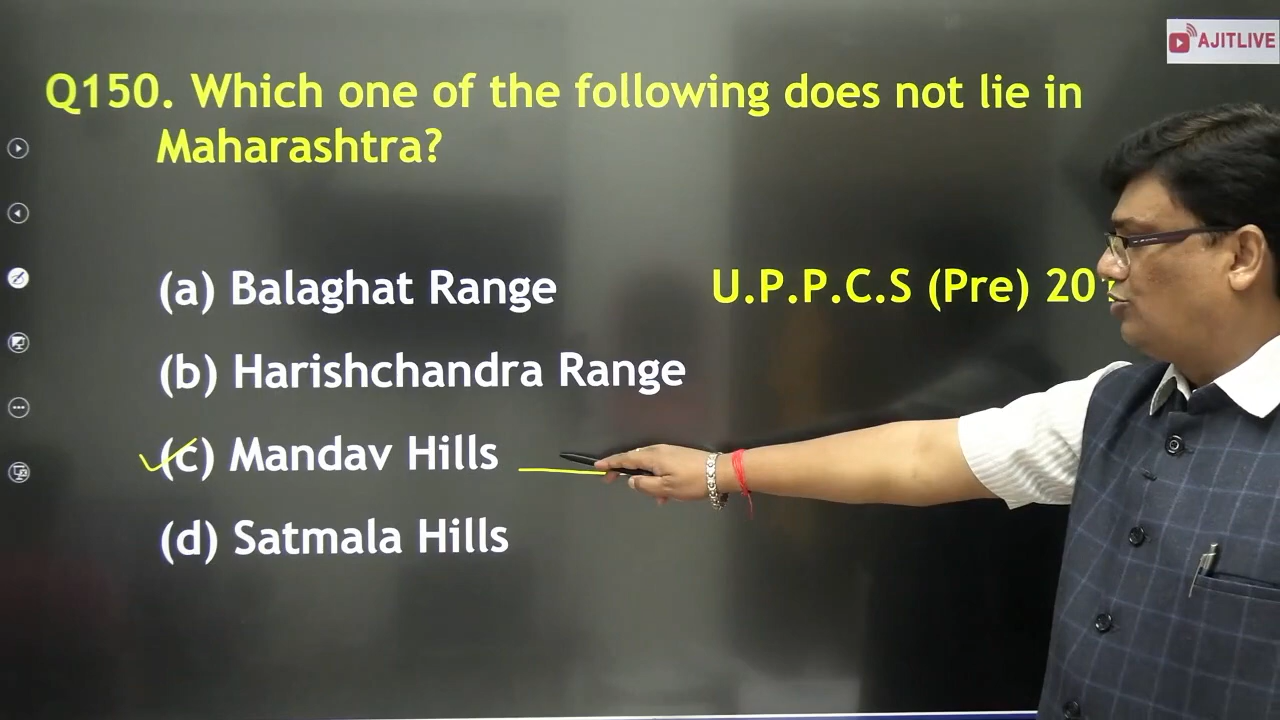 AJITLIVE
Q150. Which one of the following does not lie in
Maharashtra?
(a) Balaghat Range
U.P.P.C.S (Pre)
(b) Harishchandra Range
(c) Mandav Hills
(d) Satmala Hills